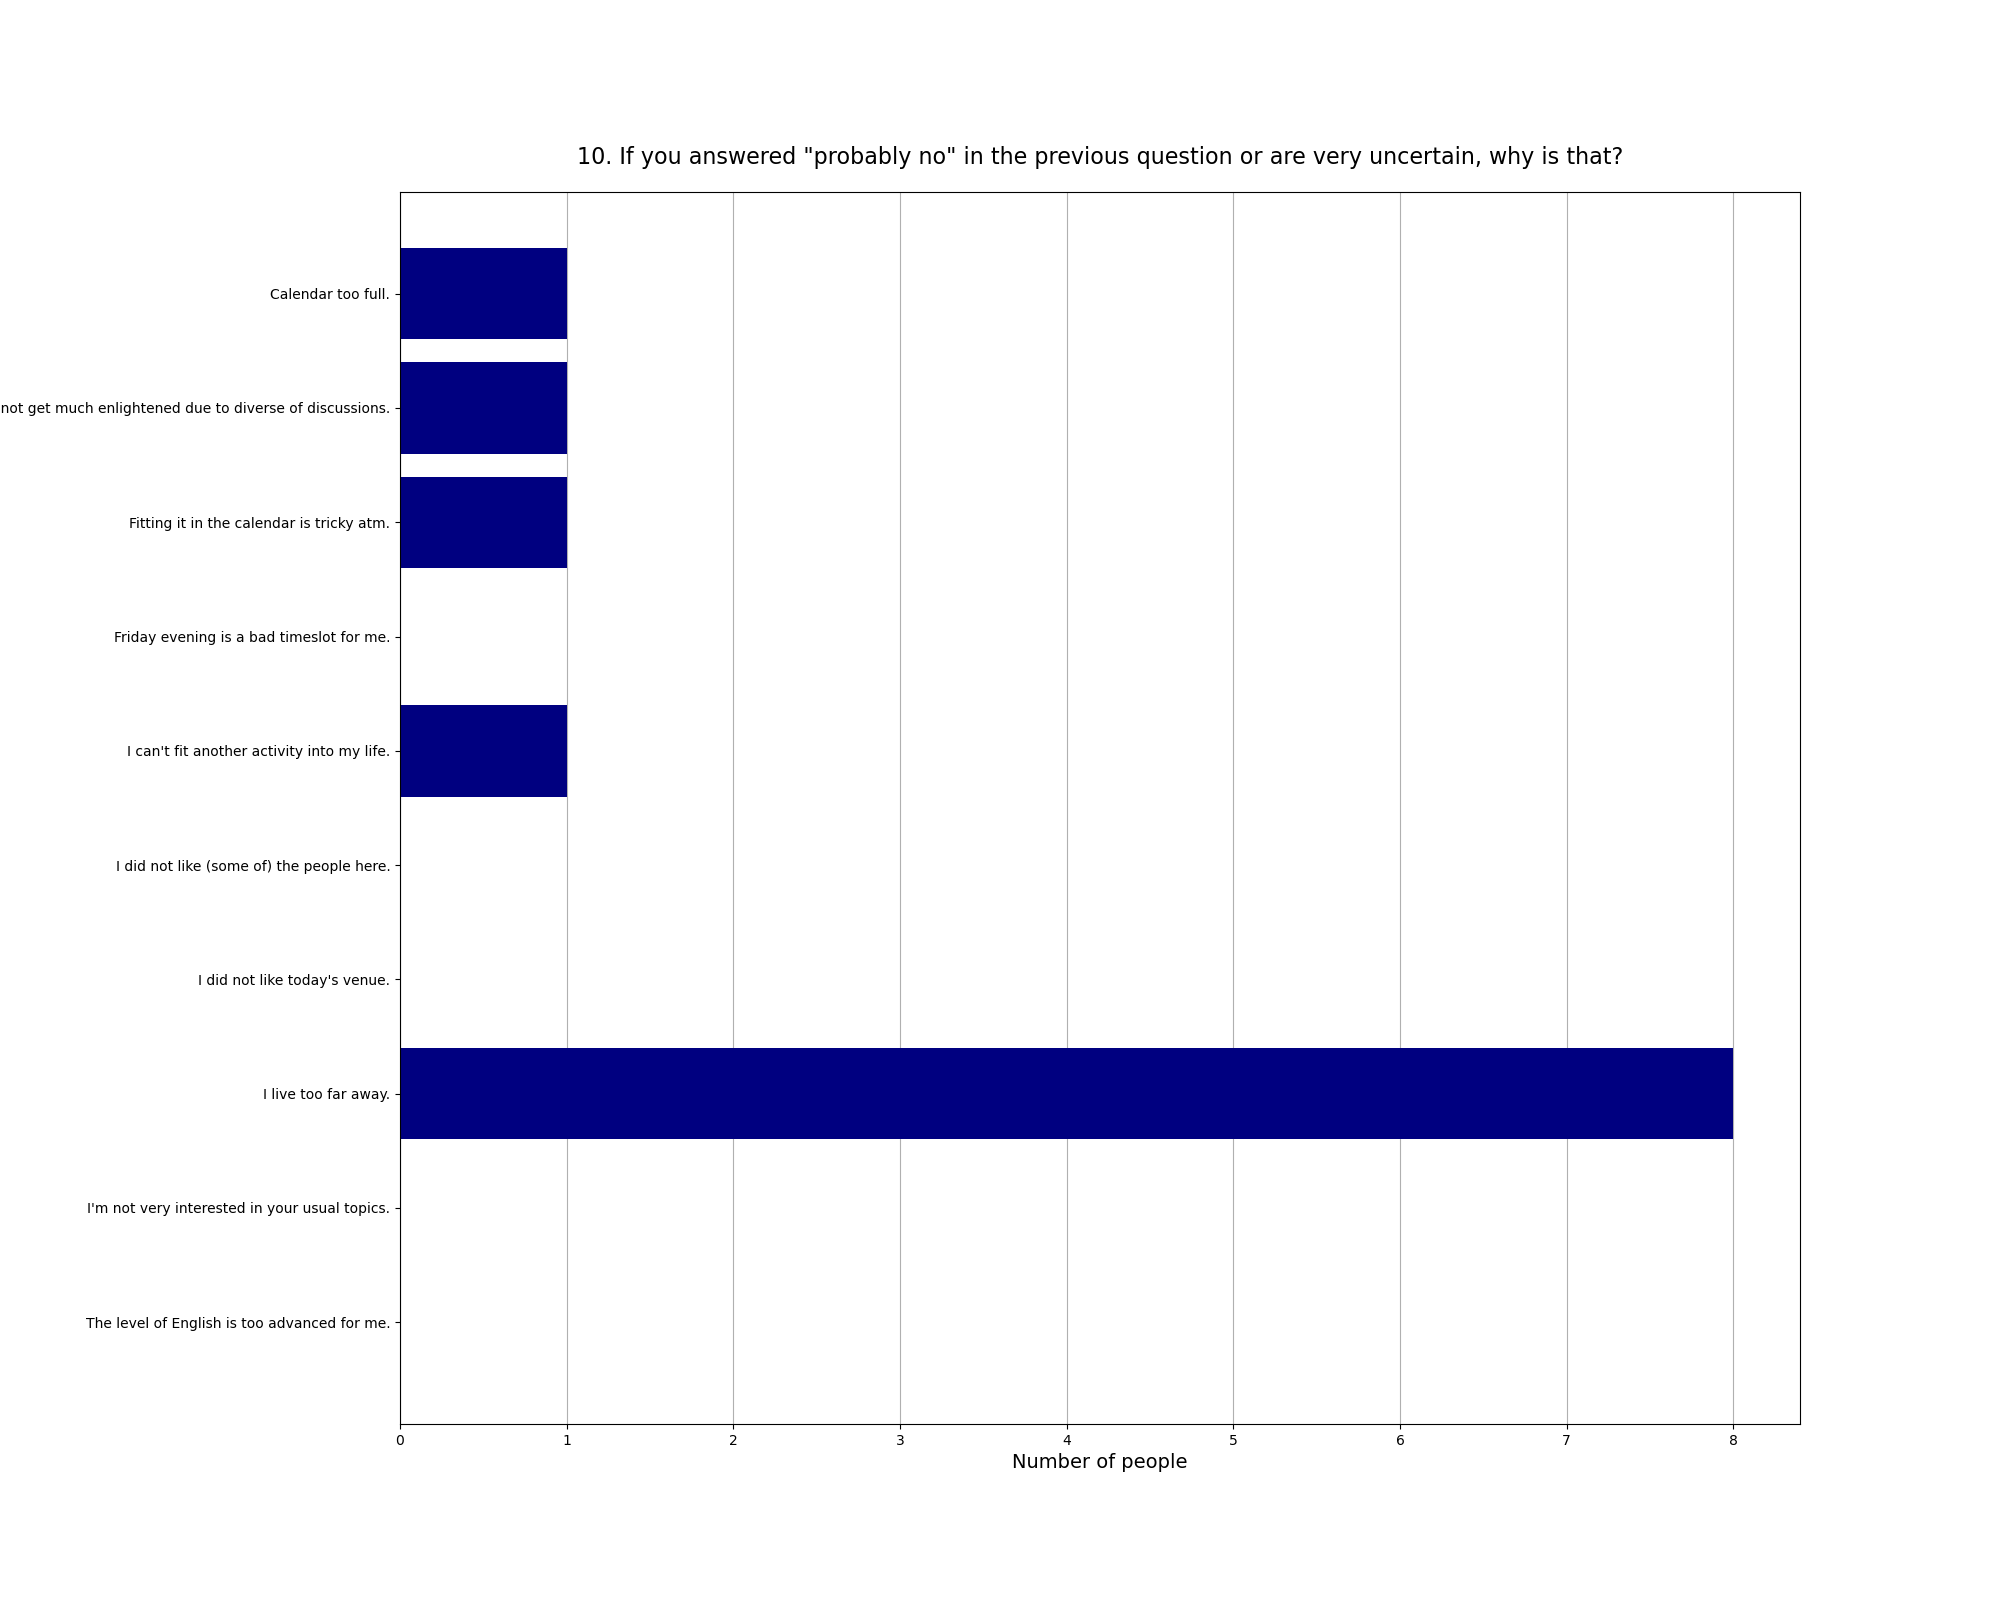 10. If you answered "probably no" in the previous question or are very uncertain, why is that?
Calendar too full.
not get much enlightened due to diverse of discussions.
Fitting it in the calendar is tricky atm.
Friday evening is a bad timeslot for me.
I can't fit another activity into my life.
I did not like (some of) the people here.
I did not like today's venue.
I live too far away.
I'm not very interested in your usual topics.
The level of English is too advanced for me.
0 1 2 3 4 5 6 7 8
Number of people